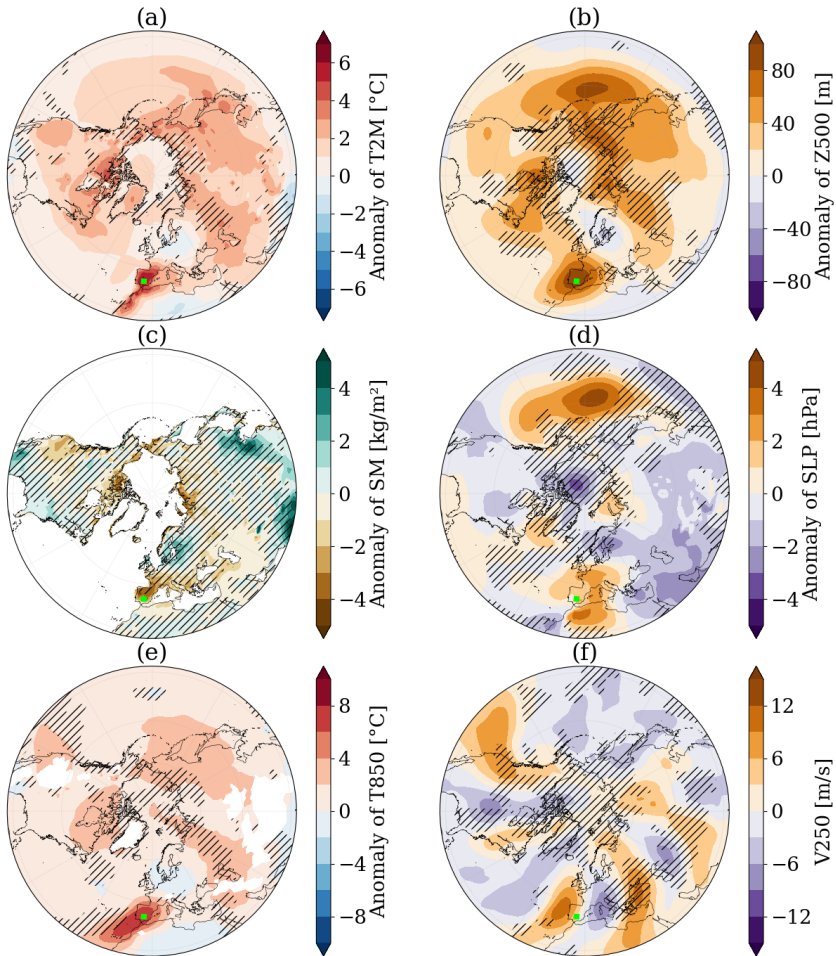 (a)
6
4
2
0
−2
−4
−6
Anomaly of T2M [°C]
(b)
80
40
0
−40
−80
Anomaly of Z500 [m]
(c)
4
2
0
−2
−4
Anomaly of SM [kg/m²]
(d)
4
2
0
−2
−4
Anomaly of SLP [hPa]
(e)
8
4
0
−4
−8
Anomaly of T850 [°C]
(f)
12
6
0
−6
−12
V250 [m/s]